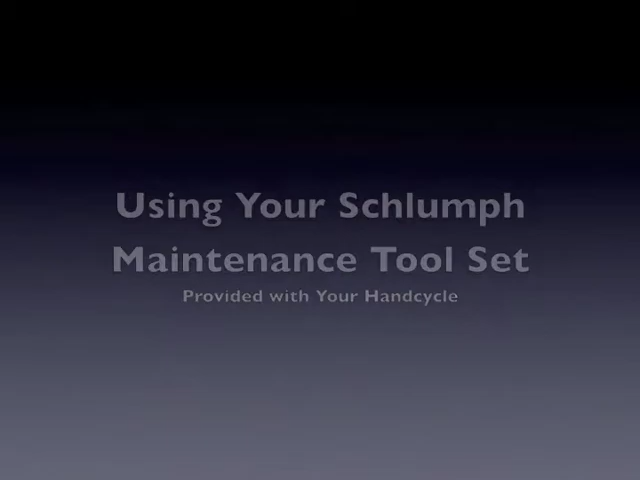 Using Your Schlumph
Maintenance Tool Set
Provided with Your Handcycle